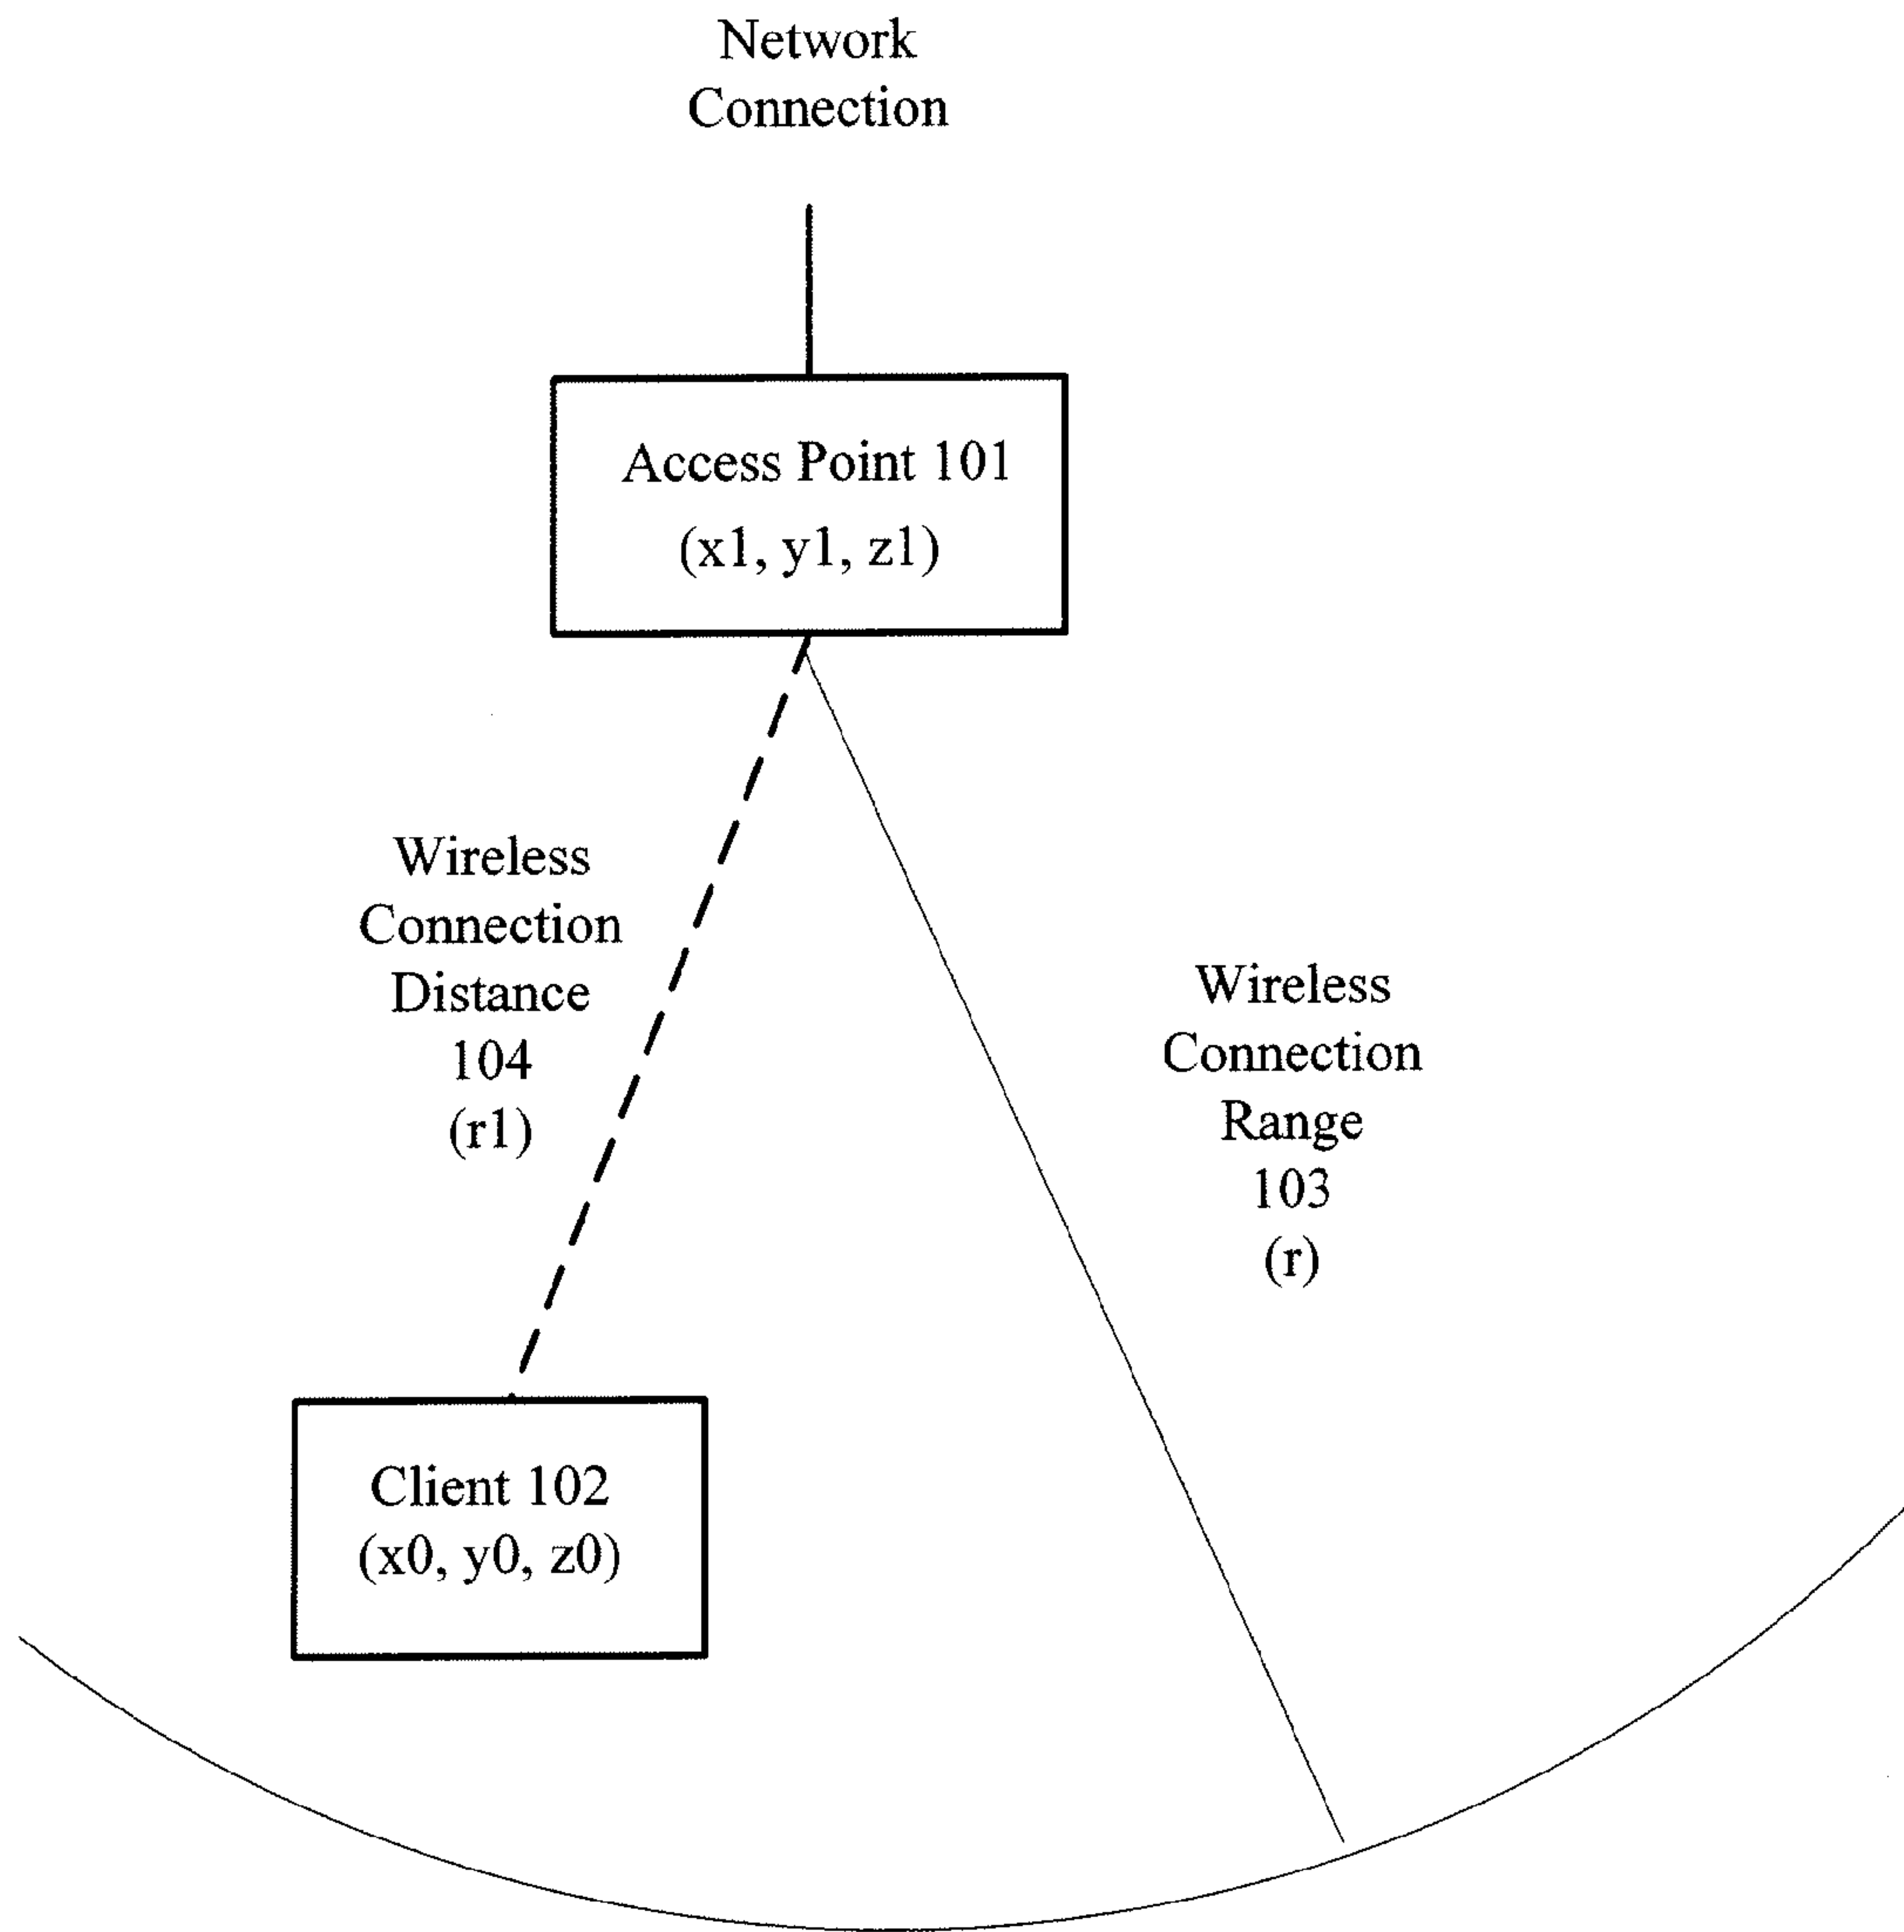 Network
Connection
Access Point 101
(x1, y1, z1)
Wireless
Connection
Distance
104
(r1)
Wireless
Connection
Range
103
(r)
Client 102
(x0, y0, z0)